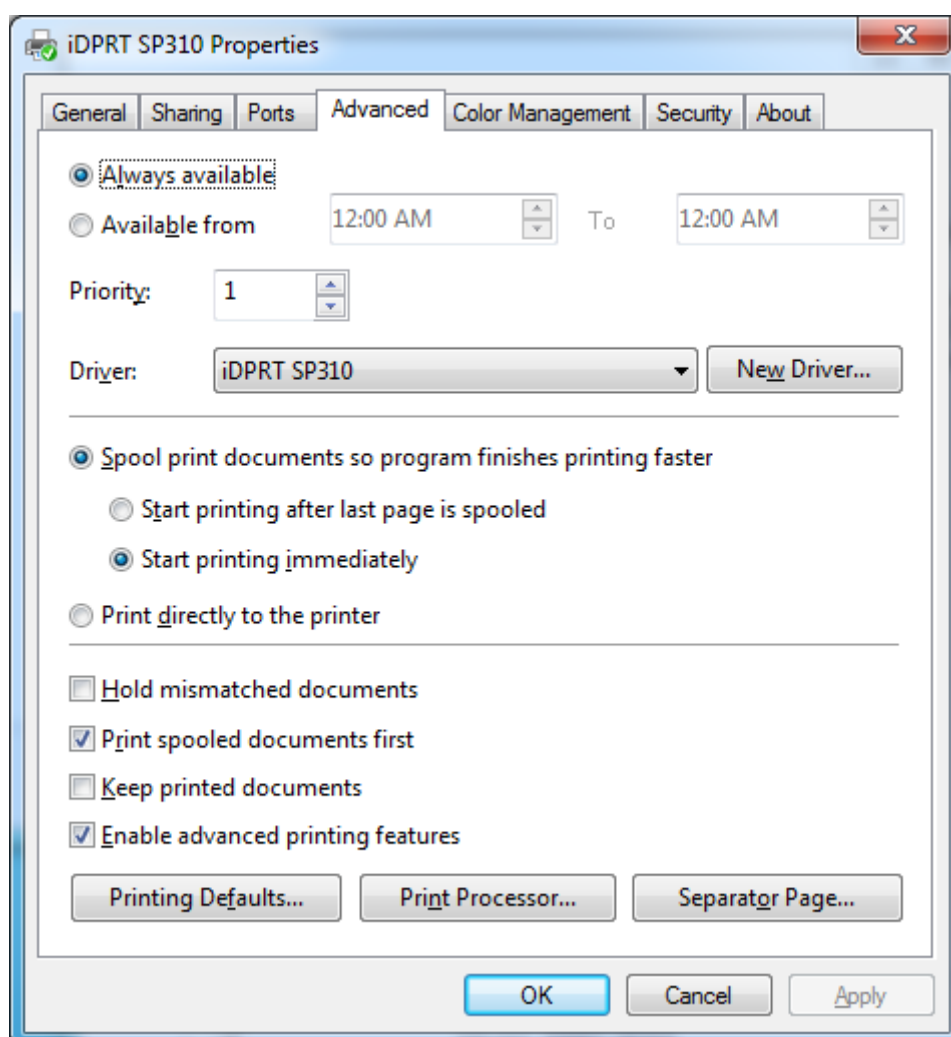 iDPRT SP310 Properties
General Sharing Ports Advanced Color Management Security About
Always available
Available from 12:00 AM To 12:00 AM
Priority: 1
Driver: iDPRT SP310 New Driver...
Spool print documents so program finishes printing faster
Start printing after last page is spooled
Start printing immediately
Print directly to the printer
Hold mismatched documents
Print spooled documents first
Keep printed documents
Enable advanced printing features
Printing Defaults... Print Processor... Separator Page...
OK Cancel Apply